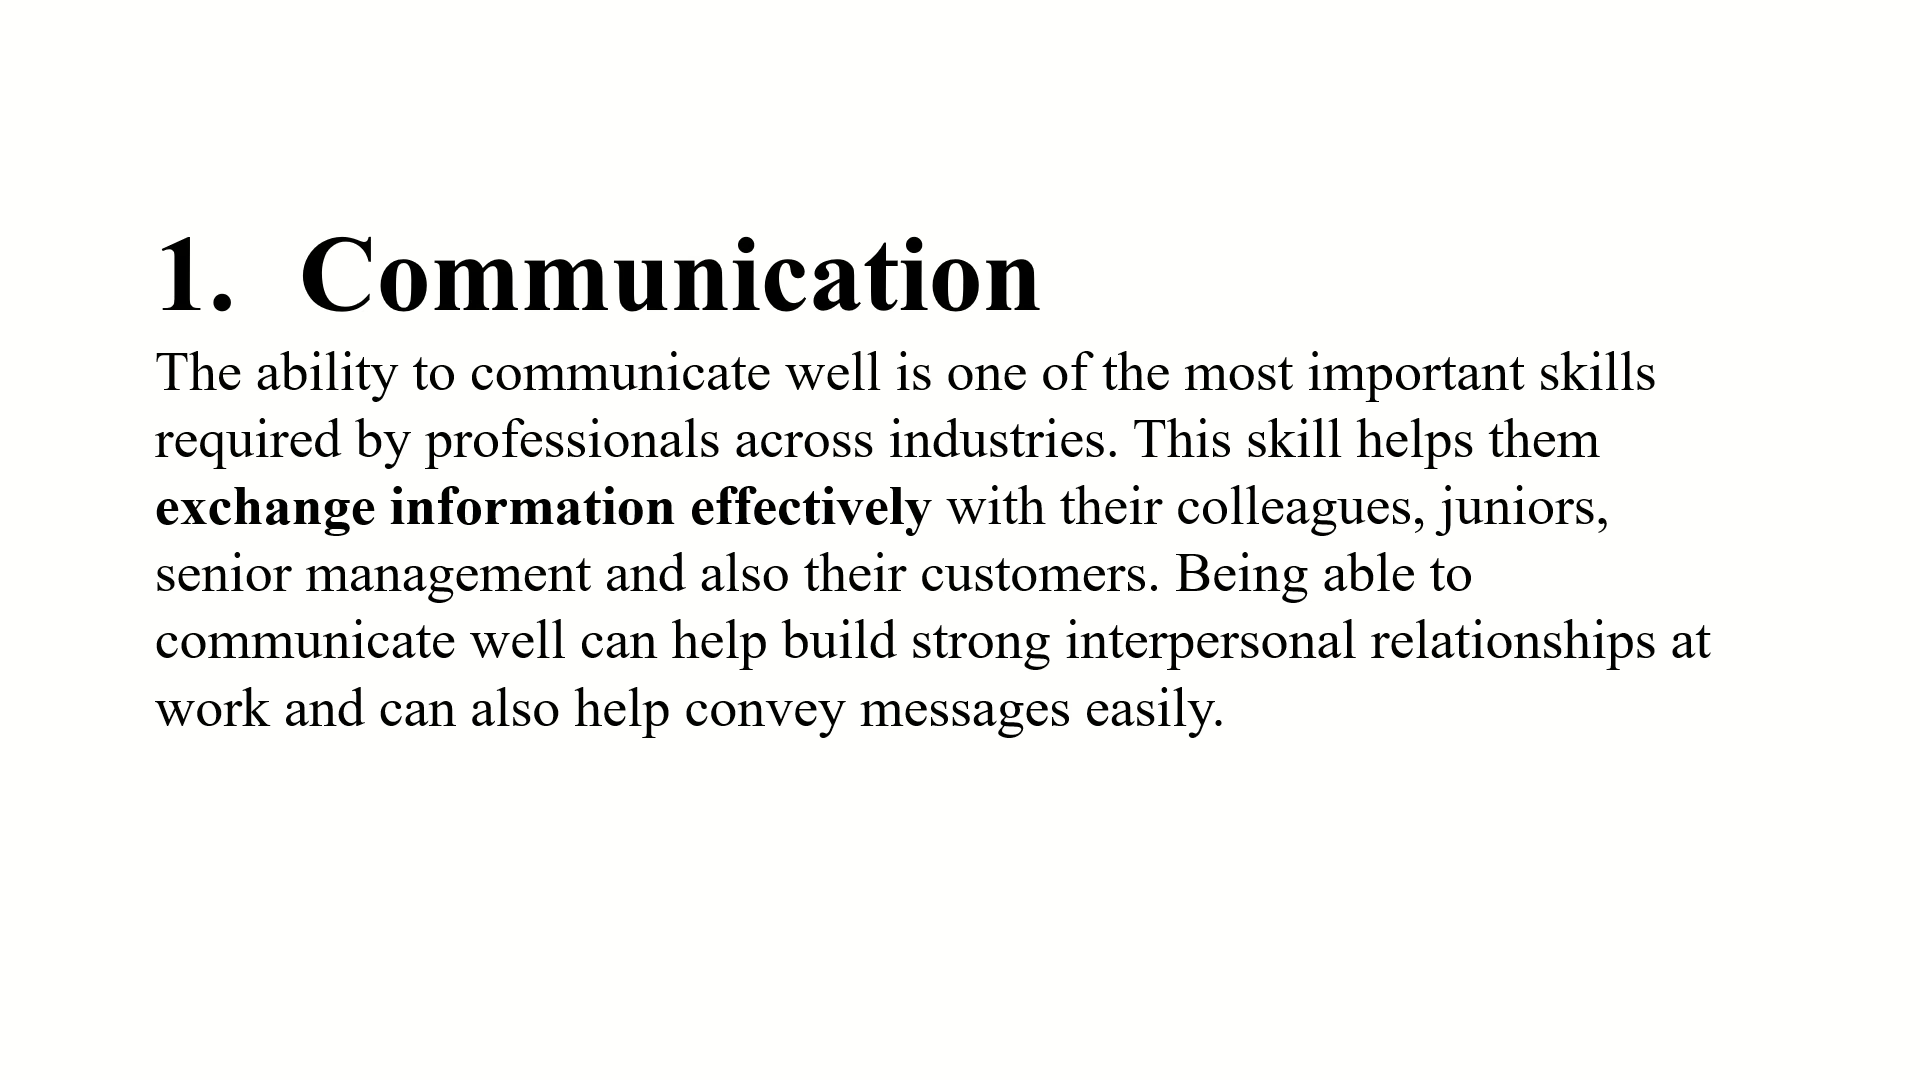 1. Communication
The ability to communicate well is one of the most important skills
required by professionals across industries. This skill helps them
exchange information effectively with their colleagues, juniors,
senior management and also their customers. Being able to
communicate well can help build strong interpersonal relationships at
work and can also help convey messages easily.